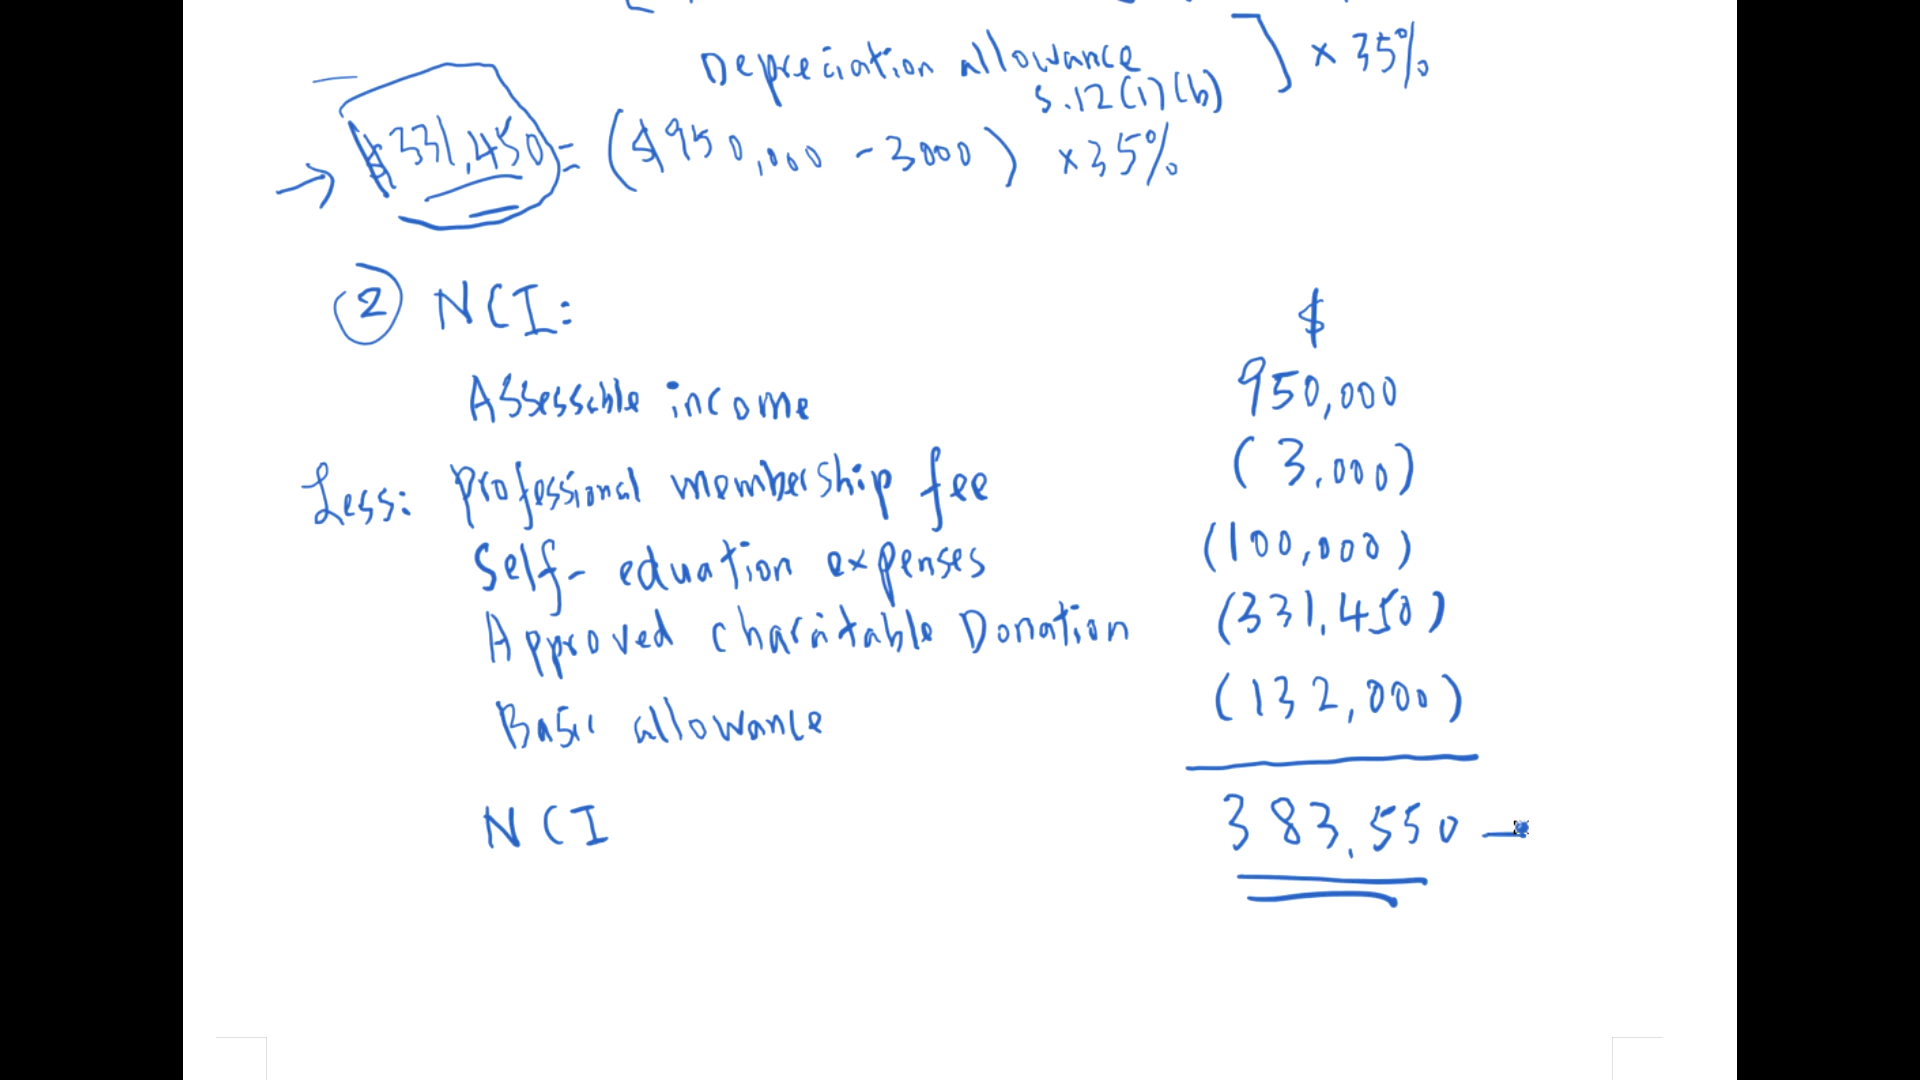 Depreciation allowance ] × 35%
S.12(1)(b)
$331,450 = ($950,000 - 3000) × 35%
② NCI:
$
Assessable income 950,000
Less: professional membership fee (3,000)
Self-eduation expenses (100,000)
Approved charitable Donation (331,450)
Basic allowance (132,000)
NCI 383,550